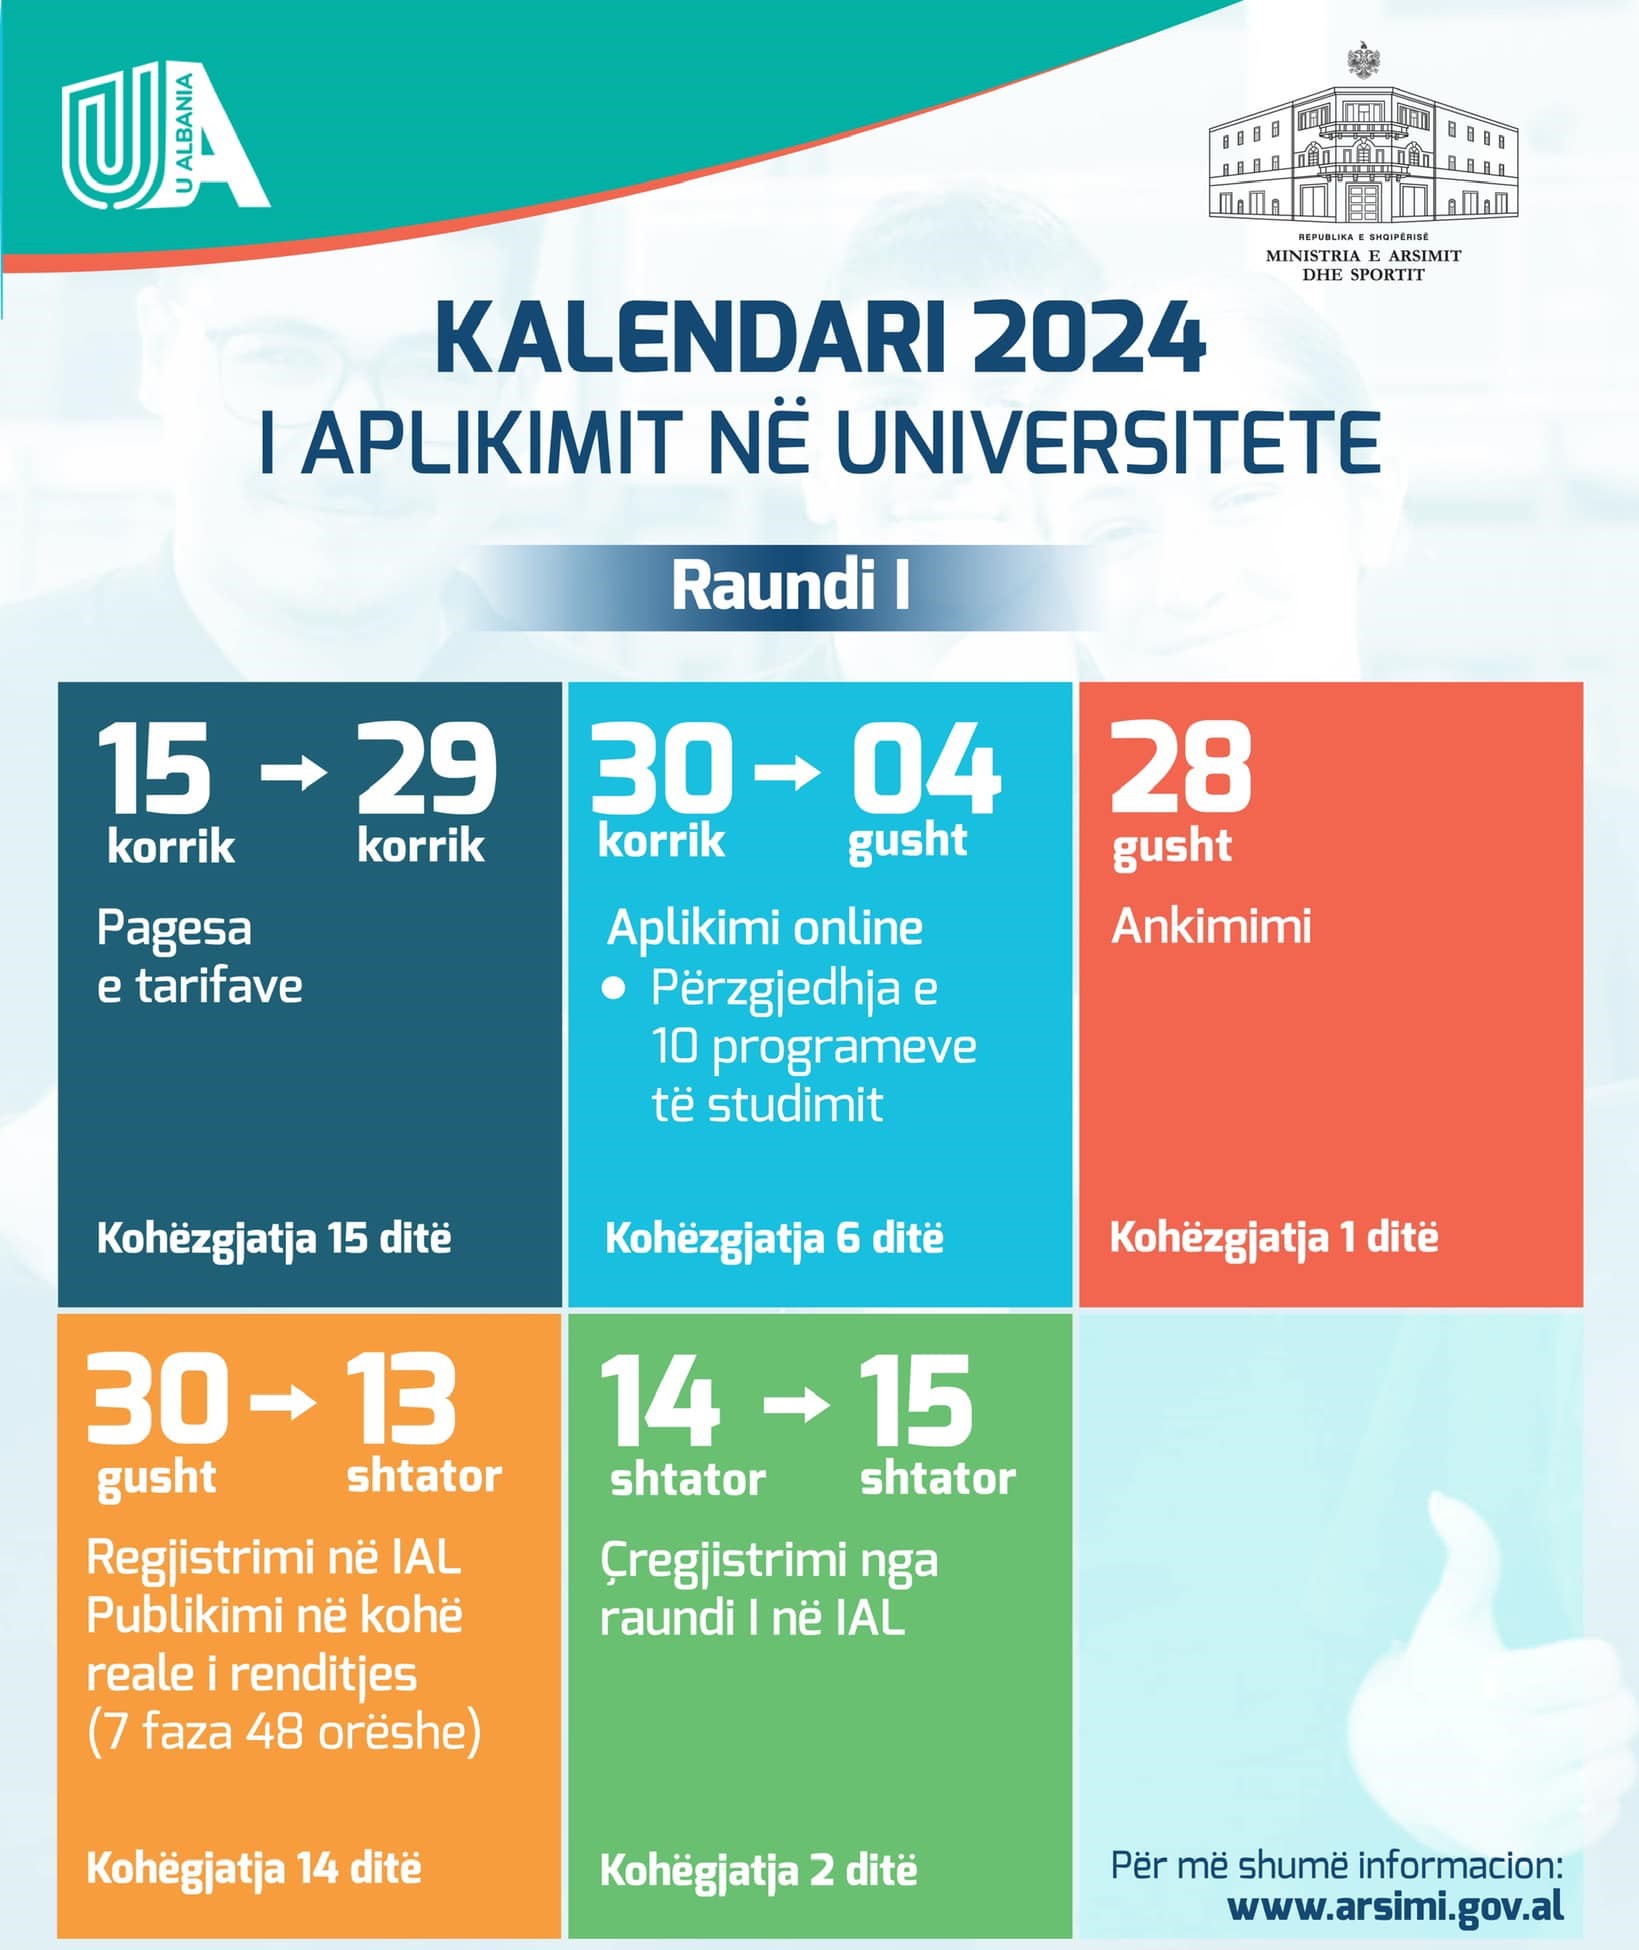 U ALBANIA
REPUBLIKA E SHQIPËRISË
MINISTRIA E ARSIMIT
DHE SPORTIT
KALENDARI 2024
I APLIKIMIT NË UNIVERSITETE
Raundi I
15 → 29
korrik korrik
Pagesa
e tarifave
Kohëzgjatja 15 ditë
30 → 04
korrik gusht
Aplikimi online
• Përzgjedhja e
10 programeve
të studimit
Kohëzgjatja 6 ditë
28
gusht
Ankimimi
Kohëzgjatja 1 ditë
30 → 13
gusht shtator
Regjistrimi në IAL
Publikimi në kohë
reale i renditjes
(7 faza 48 orëshe)
Kohëgjatja 14 ditë
14 → 15
shtator shtator
Çregjistrimi nga
raundi I në IAL
Kohëgjatja 2 ditë
Për më shumë informacion:
www.arsimi.gov.al